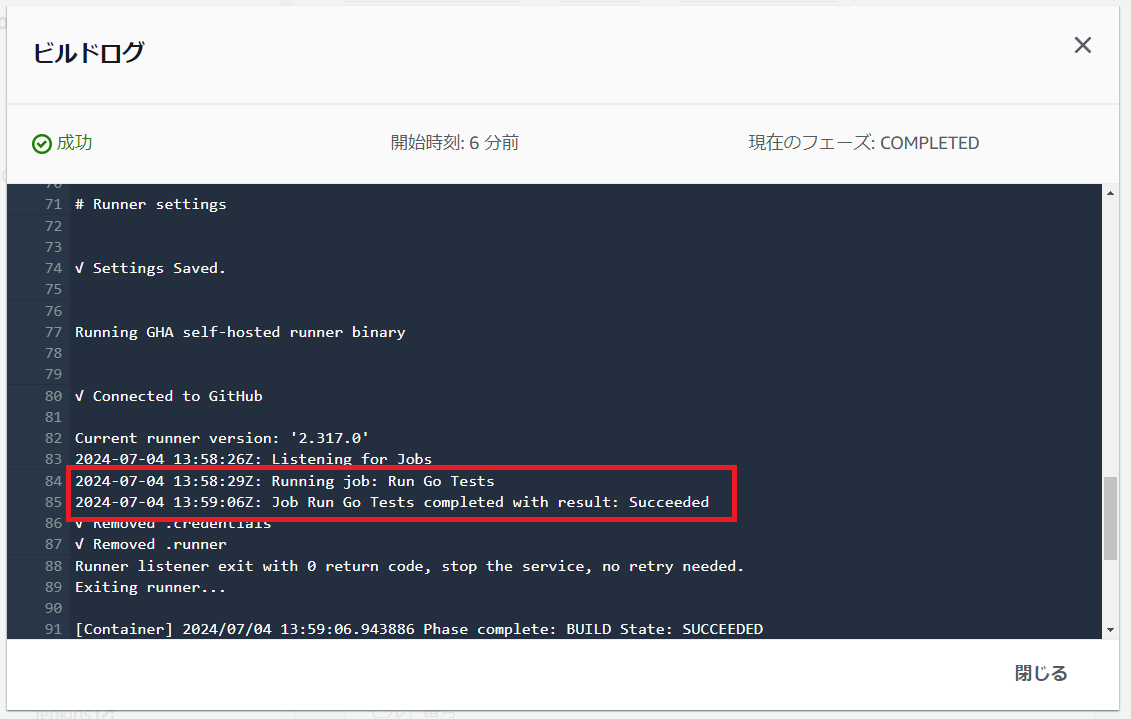 ビルドログ
成功
開始時刻: 6 分前
現在のフェーズ: COMPLETED
70
71 # Runner settings
72
73
74 √ Settings Saved.
75
76
77 Running GHA self-hosted runner binary
78
79
80 √ Connected to GitHub
81
82 Current runner version: '2.317.0'
83 2024-07-04 13:58:26Z: Listening for Jobs
84 2024-07-04 13:58:29Z: Running job: Run Go Tests
85 2024-07-04 13:59:06Z: Job Run Go Tests completed with result: Succeeded
86 √ Removed .credentials
87 √ Removed .runner
88 Runner listener exit with 0 return code, stop the service, no retry needed.
89 Exiting runner...
90
91 [Container] 2024/07/04 13:59:06.943886 Phase complete: BUILD State: SUCCEEDED
閉じる